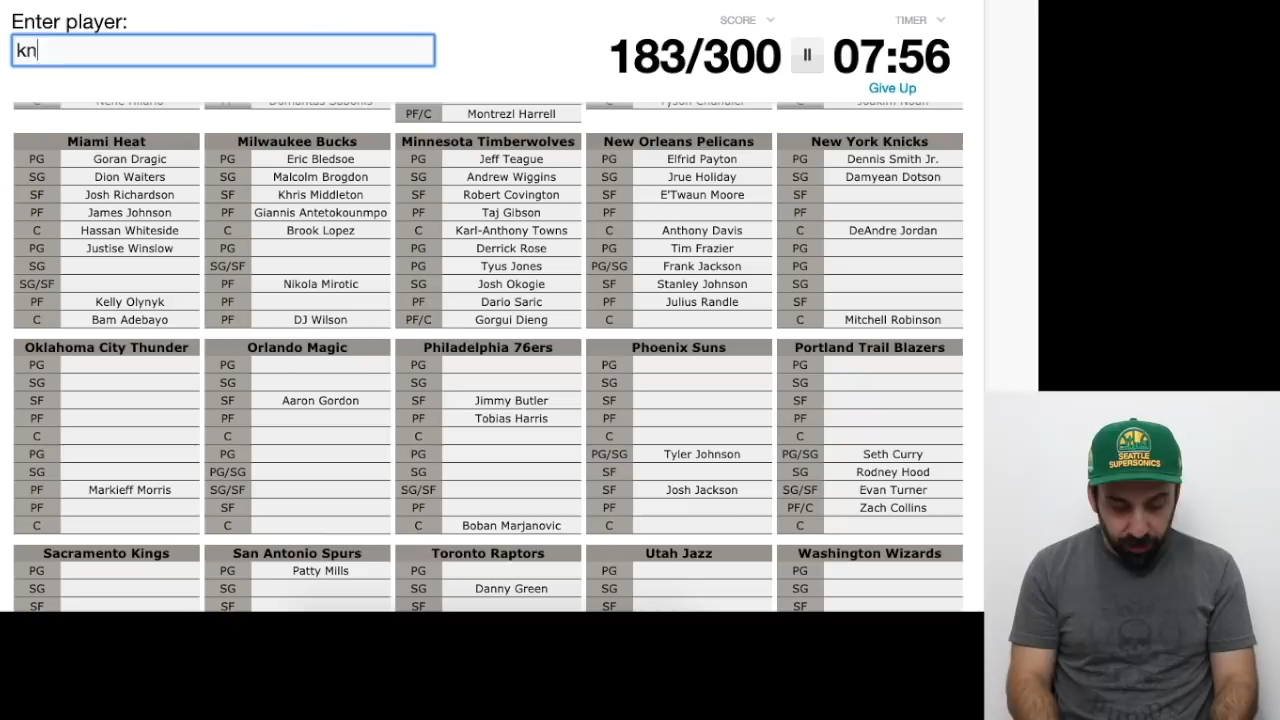 Enter player:
SCORE
TIMER
kn
183/300
07:56
Give Up
Nene Hilario
Domantas Sabonis
Tyson Chandler
Joakim Noah
PF/C Montrezl Harrell
Miami Heat Milwaukee Bucks Minnesota Timberwolves New Orleans Pelicans New York Knicks
PG Goran Dragic PG Eric Bledsoe PG Jeff Teague PG Elfrid Payton PG Dennis Smith Jr.
SG Dion Waiters SG Malcolm Brogdon SG Andrew Wiggins SG Jrue Holiday SG Damyean Dotson
SF Josh Richardson SF Khris Middleton SF Robert Covington SF E'Twaun Moore SF
PF James Johnson PF Giannis Antetokounmpo PF Taj Gibson PF PF
C Hassan Whiteside C Brook Lopez C Karl-Anthony Towns C Anthony Davis C DeAndre Jordan
PG Justise Winslow PG PG Derrick Rose PG Tim Frazier PG
SG SG/SF PG Tyus Jones PG/SG Frank Jackson PG
SG/SF PF Nikola Mirotic SG Josh Okogie SF Stanley Johnson SG
PF Kelly Olynyk PF PF Dario Saric PF Julius Randle SF
C Bam Adebayo PF DJ Wilson PF/C Gorgui Dieng C C Mitchell Robinson
Oklahoma City Thunder Orlando Magic Philadelphia 76ers Phoenix Suns Portland Trail Blazers
PG PG PG PG PG
SG SG SG SG SG
SF SF Aaron Gordon SF Jimmy Butler SF SF
PF PF PF Tobias Harris PF PF
C C C C C
PG PG PG PG/SG Tyler Johnson PG/SG Seth Curry
SG PG/SG SG SF SG Rodney Hood
PF Markieff Morris SG/SF SG/SF SF Josh Jackson SG/SF Evan Turner
PF SF PF PF PF/C Zach Collins
C C C Boban Marjanovic C C
Sacramento Kings San Antonio Spurs Toronto Raptors Utah Jazz Washington Wizards
PG PG Patty Mills PG PG PG
SG SG SG Danny Green SG SG
SF SF SF SF SF
SEATTLE
SUPERSONICS